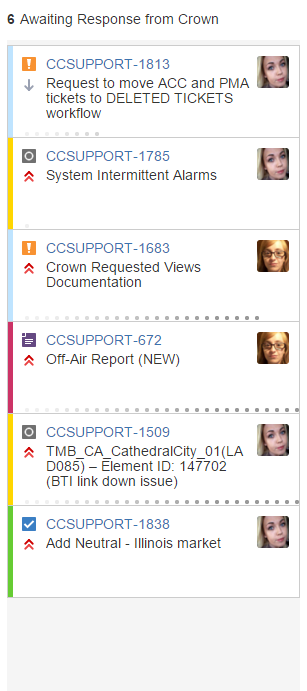 6 Awaiting Response from Crown
CCSUPPORT-1813
Request to move ACC and PMA
tickets to DELETED TICKETS
workflow
CCSUPPORT-1785
System Intermittent Alarms
CCSUPPORT-1683
Crown Requested Views
Documentation
CCSUPPORT-672
Off-Air Report (NEW)
CCSUPPORT-1509
TMB_CA_CathedralCity_01(LA
D085) – Element ID: 147702
(BTI link down issue)
CCSUPPORT-1838
Add Neutral - Illinois market